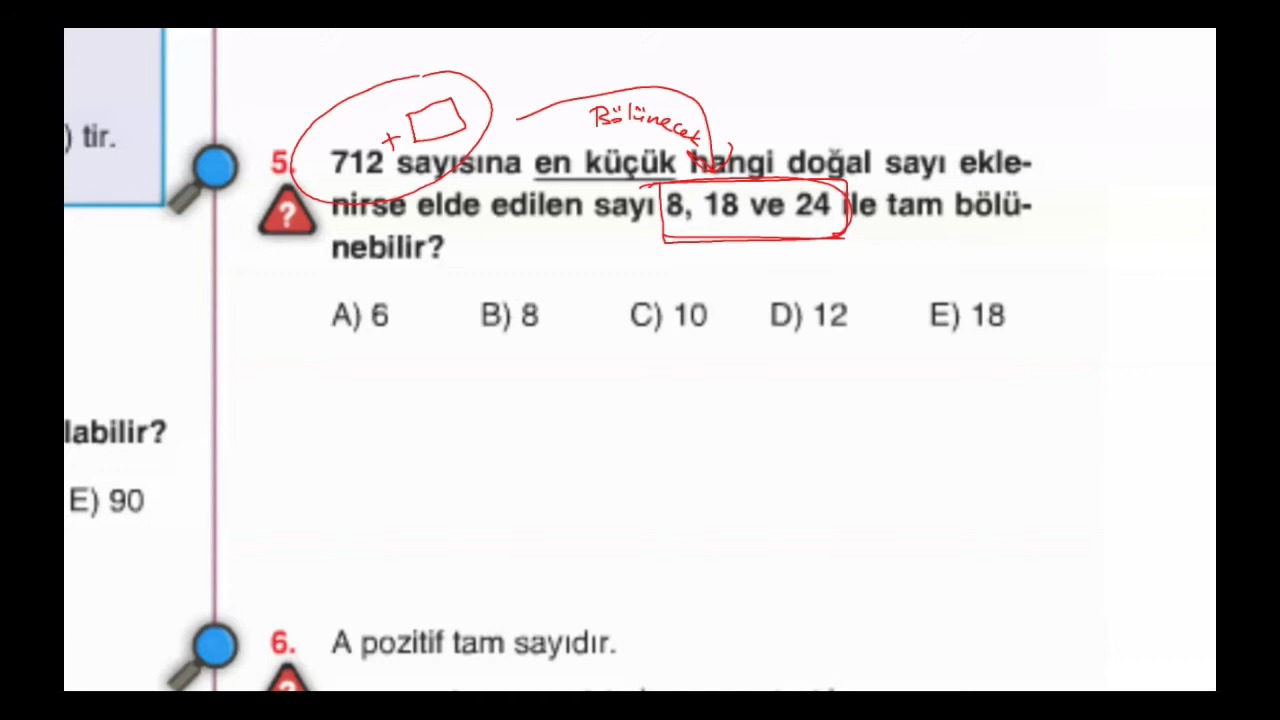 ) tir.
+
Bölünecek
5. 712 sayısına en küçük hangi doğal sayı ekle-
nirse elde edilen sayı 8, 18 ve 24 ile tam bölü-
?
nebilir?
A) 6 B) 8 C) 10 D) 12 E) 18
labilir?
E) 90
6. A pozitif tam sayıdır.